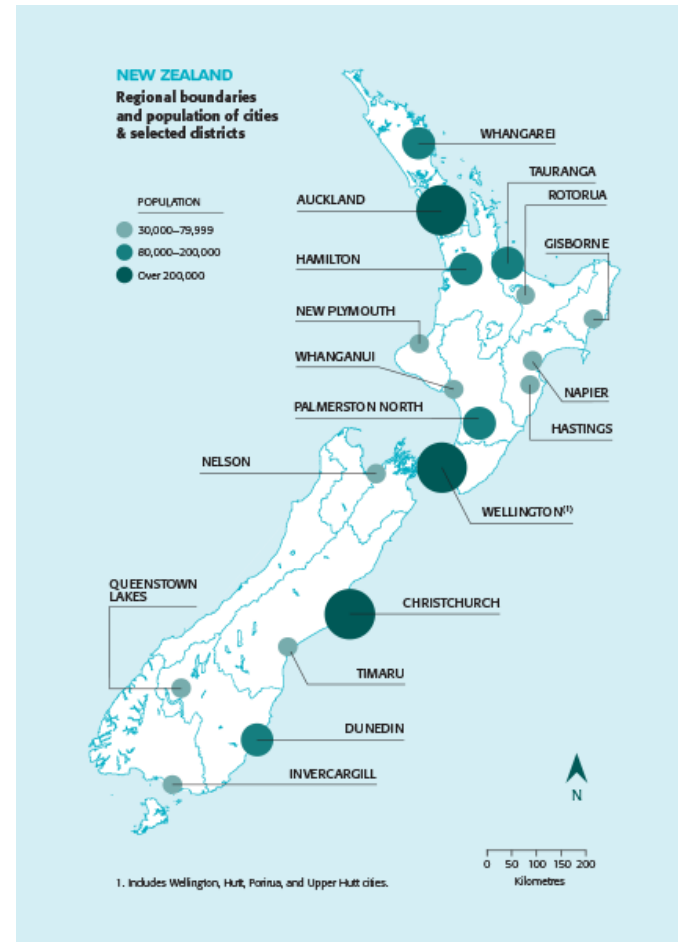 NEW ZEALAND
Regional boundaries
and population of cities
& selected districts
POPULATION
30,000–79,999
80,000–200,000
Over 200,000
WHANGAREI
TAURANGA
AUCKLAND
ROTORUA
GISBORNE
HAMILTON
NEW PLYMOUTH
WHANGANUI
NAPIER
PALMERSTON NORTH
HASTINGS
NELSON
WELLINGTON(1)
QUEENSTOWN
LAKES
CHRISTCHURCH
TIMARU
DUNEDIN
INVERCARGILL
N
0 50 100 150 200
Kilometres
1. Includes Wellington, Hutt, Porirua, and Upper Hutt cities.